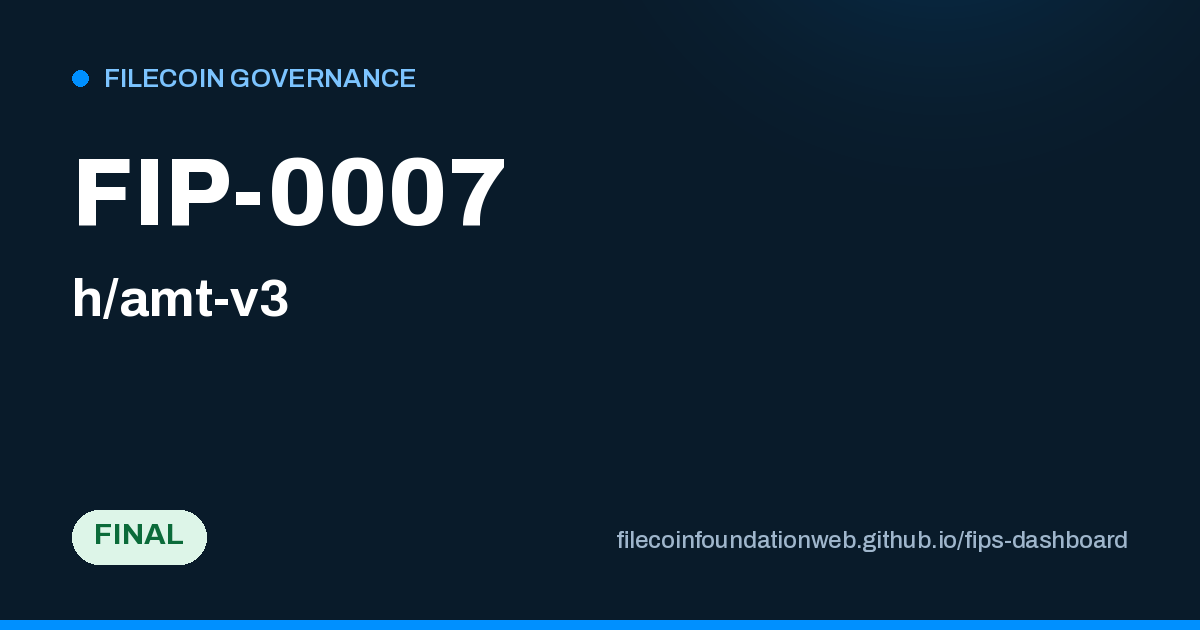 FILECOIN GOVERNANCE
FIP-0007
h/amt-v3
FINAL
filecoinfoundationweb.github.io/fips-dashboard